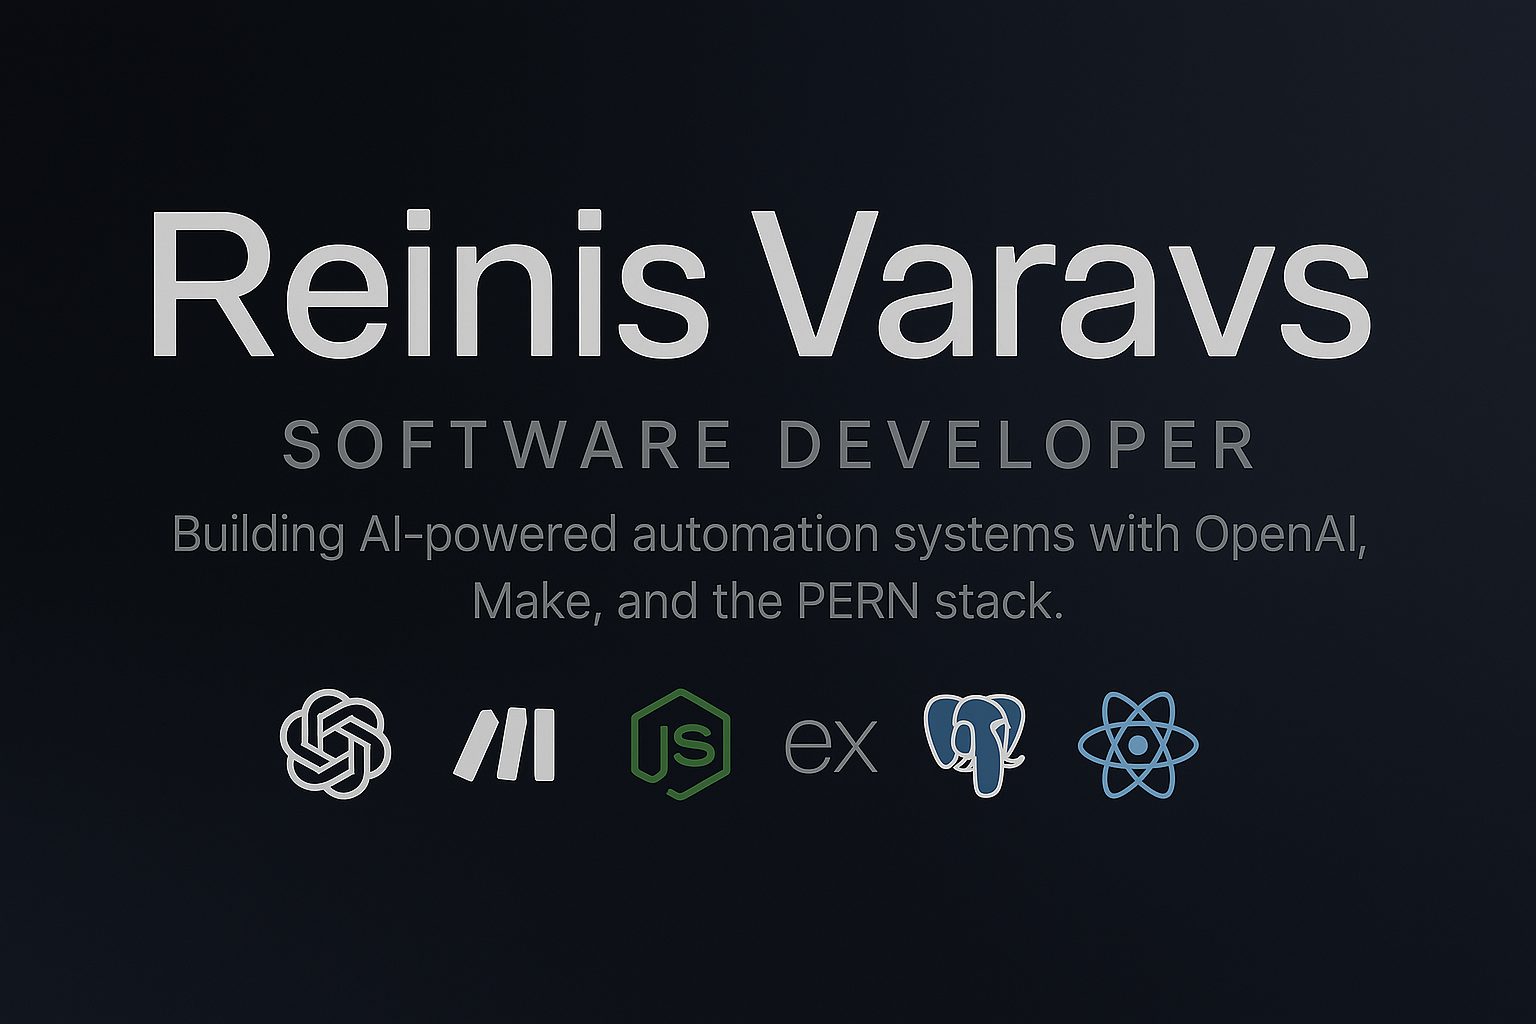 Reinis Varavs
SOFTWARE DEVELOPER
Building AI-powered automation systems with OpenAI,
Make, and the PERN stack.
JS ex